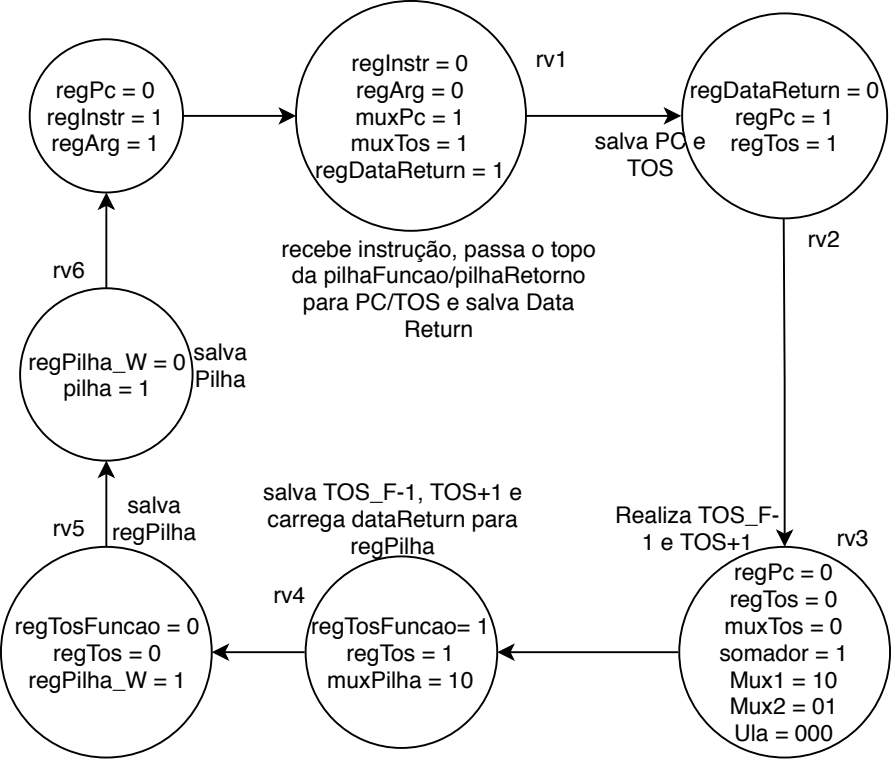 regPc = 0
regInstr = 1
regArg = 1
regInstr = 0
regArg = 0
muxPc = 1
muxTos = 1
regDataReturn = 1
rv1
recebe instrução, passa o topo
da pilhaFuncao/pilhaRetorno
para PC/TOS e salva Data
Return
salva PC e
TOS
regDataReturn = 0
regPc = 1
regTos = 1
rv2
Realiza TOS_F-
1 e TOS+1
rv3
regPc = 0
regTos = 0
muxTos = 0
somador = 1
Mux1 = 10
Mux2 = 01
Ula = 000
salva TOS_F-1, TOS+1 e
carrega dataReturn para
regPilha
rv4
regTosFuncao= 1
regTos = 1
muxPilha = 10
salva
regPilha
rv5
regTosFuncao = 0
regTos = 0
regPilha_W = 1
rv6
regPilha_W = 0
pilha = 1
salva
Pilha